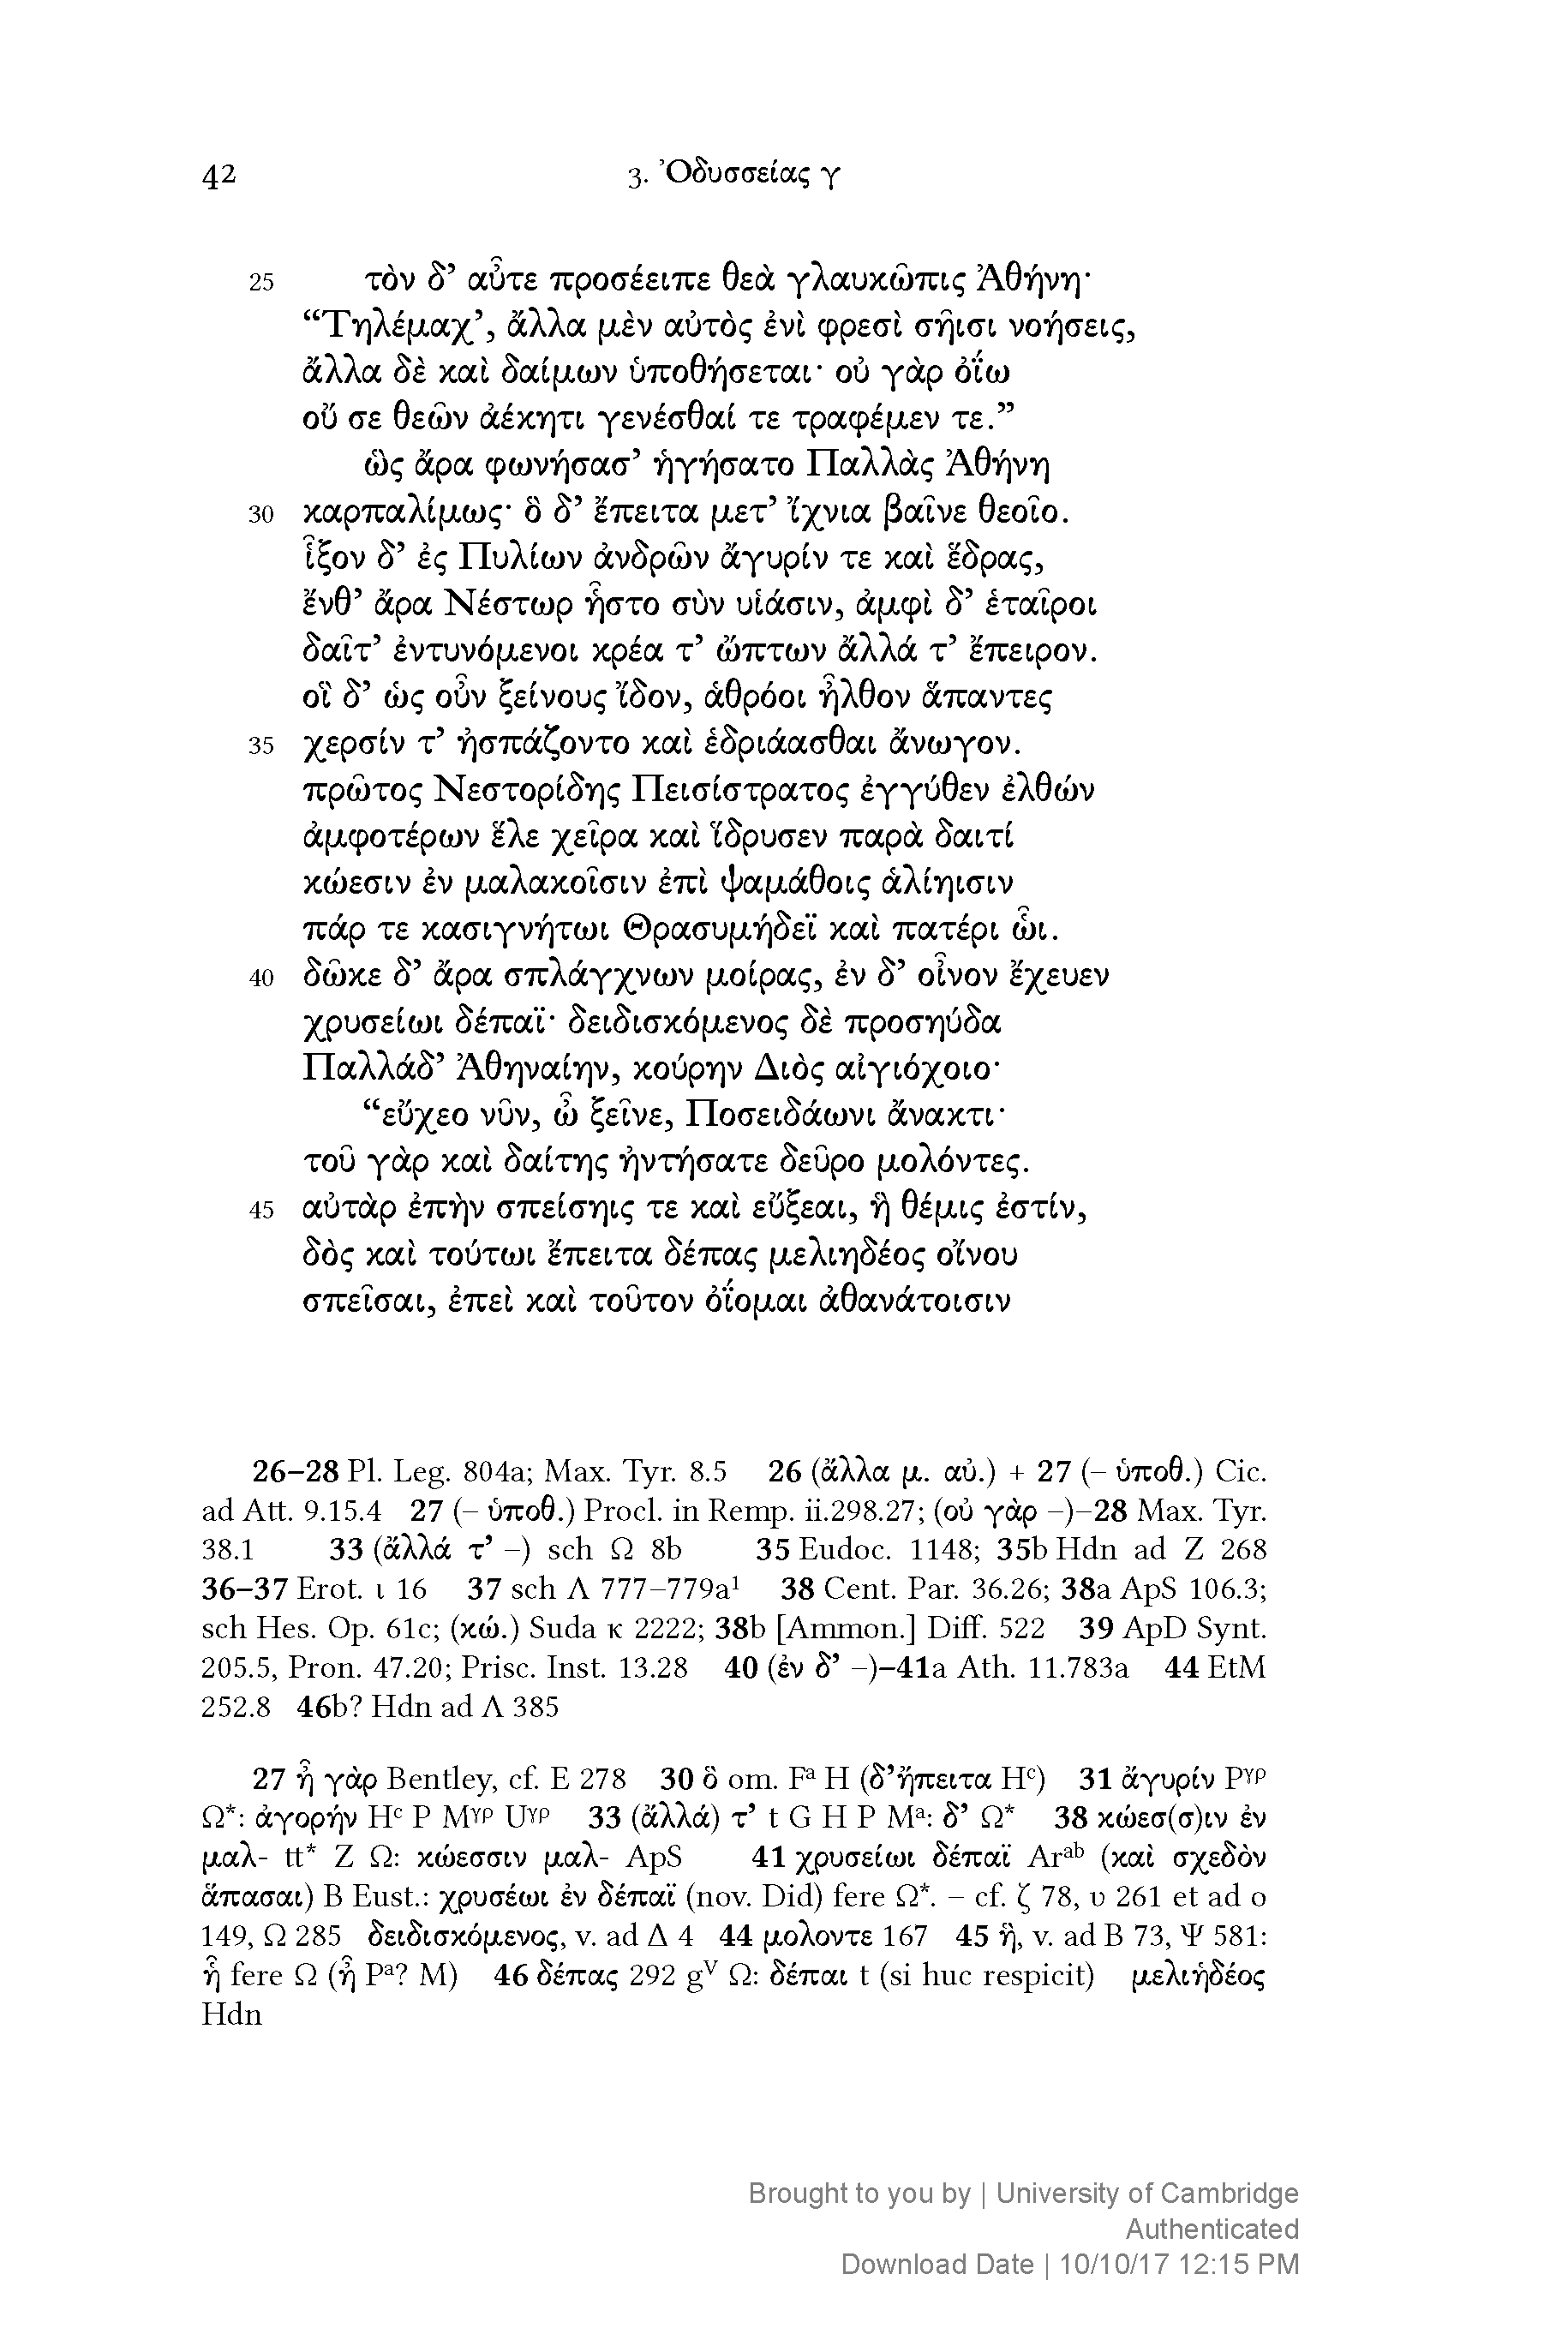 42 3. Ὀδυσσείας γ
25 τὸν δ’ αὖτε προσέειπε θεὰ γλαυκῶπις Ἀθήνη·
“Τηλέμαχ’, ἄλλα μὲν αὐτὸς ἐνὶ φρεσὶ σῆισι νοήσεις,
ἄλλα δὲ καὶ δαίμων ὑποθήσεται· οὐ γὰρ ὀΐω
οὔ σε θεῶν ἀέκητι γενέσθαί τε τραφέμεν τε.”
ὣς ἄρα φωνήσασ’ ἡγήσατο Παλλὰς Ἀθήνη
30 καρπαλίμως· ὃ δ’ ἔπειτα μετ’ ἴχνια βαῖνε θεοῖο.
ἷξον δ’ ἐς Πυλίων ἀνδρῶν ἄγυρίν τε καὶ ἕδρας,
ἔνθ’ ἄρα Νέστωρ ἧστο σὺν υἱάσιν, ἀμφὶ δ’ ἑταῖροι
δαῖτ’ ἐντυνόμενοι κρέα τ’ ὤπτων ἄλλά τ’ ἔπειρον.
οἳ δ’ ὡς οὖν ξείνους ἴδον, ἁθρόοι ἦλθον ἅπαντες
35 χερσίν τ’ ἠσπάζοντο καὶ ἑδριάασθαι ἄνωγον.
πρῶτος Νεστορίδης Πεισίστρατος ἐγγύθεν ἐλθών
ἀμφοτέρων ἕλε χεῖρα καὶ ἵδρυσεν παρὰ δαιτί
κώεσιν ἐν μαλακοῖσιν ἐπὶ ψαμάθοις ἁλίηισιν
πάρ τε κασιγνήτωι Θρασυμήδεϊ καὶ πατέρι ὧι.
40 δῶκε δ’ ἄρα σπλάγχνων μοίρας, ἐν δ’ οἶνον ἔχευεν
χρυσείωι δέπαϊ· δειδισκόμενος δὲ προσηύδα
Παλλάδ’ Ἀθηναίην, κούρην Διὸς αἰγιόχοιο·
“εὔχεο νῦν, ὦ ξεῖνε, Ποσειδάωνι ἄνακτι·
τοῦ γὰρ καὶ δαίτης ἠντήσατε δεῦρο μολόντες.
45 αὐτὰρ ἐπὴν σπείσηις τε καὶ εὔξεαι, ἣ θέμις ἐστίν,
δὸς καὶ τούτωι ἔπειτα δέπας μελιηδέος οἴνου
σπεῖσαι, ἐπεὶ καὶ τοῦτον ὀΐομαι ἀθανάτοισιν
26–28 Pl. Leg. 804a; Max. Tyr. 8.5 26 (ἄλλα μ. αὐ.) + 27 (– ὑποθ.) Cic.
ad Att. 9.15.4 27 (– ὑποθ.) Procl. in Remp. ii.298.27; (οὐ γὰρ –)–28 Max. Tyr.
38.1 33 (ἄλλά τ’ –) sch Ω 8b 35 Eudoc. 1148; 35b Hdn ad Ζ 268
36–37 Erot. ι 16 37 sch Λ 777–779a¹ 38 Cent. Par. 36.26; 38a ApS 106.3;
sch Hes. Op. 61c; (κώ.) Suda κ 2222; 38b [Ammon.] Diff. 522 39 ApD Synt.
205.5, Pron. 47.20; Prisc. Inst. 13.28 40 (ἐν δ’ –)–41a Ath. 11.783a 44 EtM
252.8 46b? Hdn ad Λ 385
27 ἦ γὰρ Bentley, cf. Ε 278 30 ὃ om. Fᵃ H (δ’ἤπειτα Hᶜ) 31 ἄγυρίν Pᵞᵖ
Ω*: ἀγορήν Hᶜ P Mᵞᵖ Uᵞᵖ 33 (ἄλλά) τ’ t G H P Mᵃ: δ’ Ω* 38 κώεσ(σ)ιν ἐν
μαλ- tt* Z Ω: κώεσσιν μαλ- ApS 41 χρυσείωι δέπαϊ Arᵃᵇ (καὶ σχεδὸν
ἅπασαι) B Eust.: χρυσέωι ἐν δέπαϊ (nov. Did) fere Ω*. – cf. ζ 78, υ 261 et ad ο
149, Ω 285 δειδισκόμενος, v. ad Δ 4 44 μολοντε 167 45 ἣ, v. ad Β 73, Ψ 581:
ἧ fere Ω (ἦ Pᵃ? M) 46 δέπας 292 gⱽ Ω: δέπαι t (si huc respicit) μελιἡδέος
Hdn
Brought to you by | University of Cambridge
Authenticated
Download Date | 10/10/17 12:15 PM